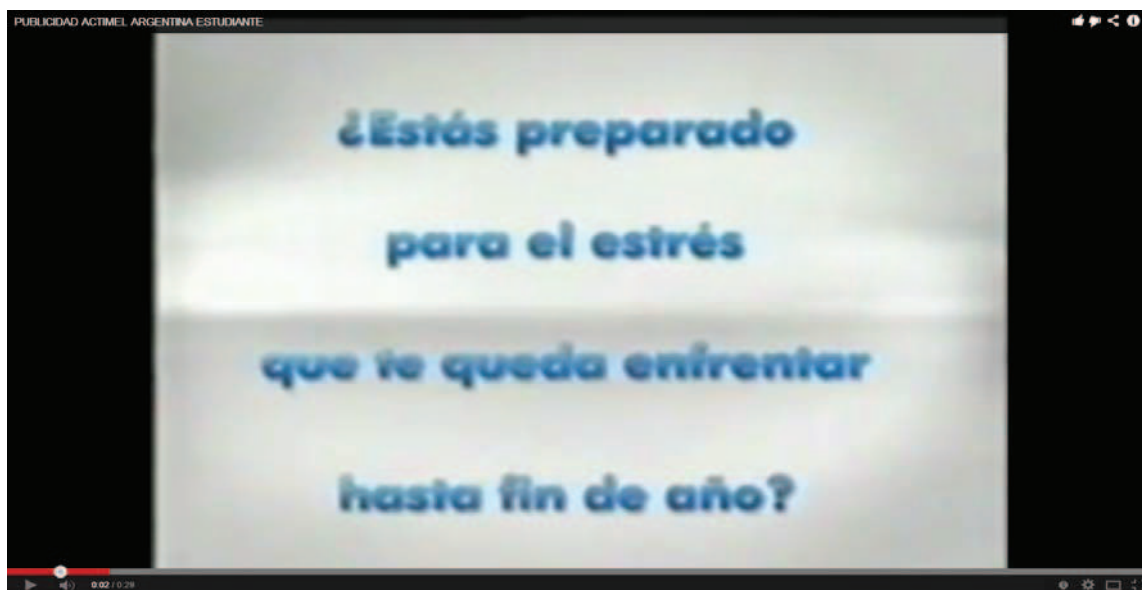 PUBLICIDAD ACTIMEL ARGENTINA ESTUDIANTE
¿Estás preparado
para el estrés
que te queda enfrentar
hasta fin de año?
0:02 / 0:29